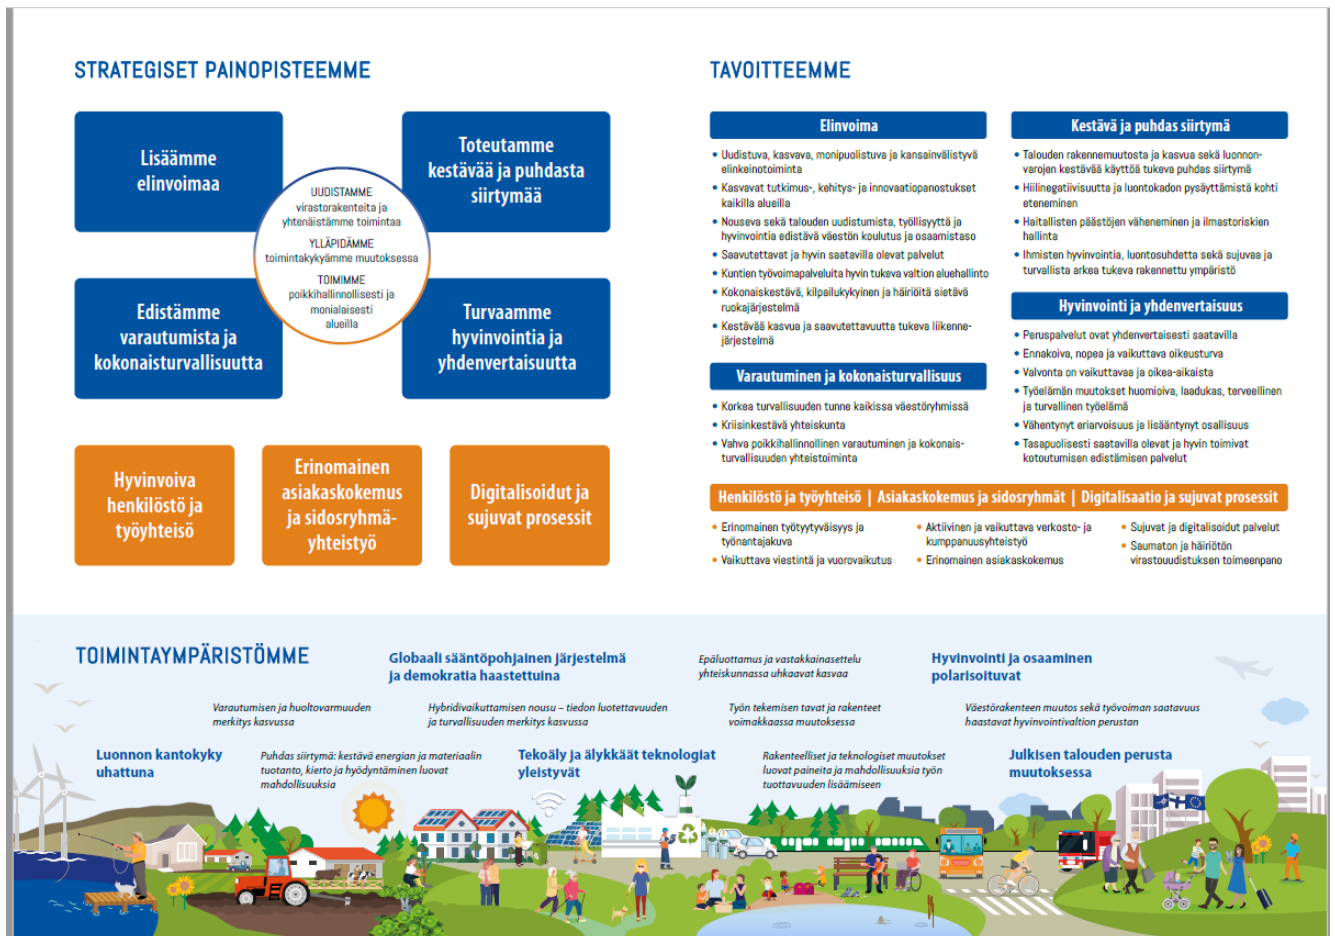 STRATEGISET PAINOPISTEEMME
Lisäämme
elinvoimaa
Toteutamme
kestävää ja puhdasta
siirtymää
UUDISTAMME
virastorakenteita ja
yhtenäistämme toimintaa
YLLÄPIDÄMME
toimintakykyämme muutoksessa
TOIMIMME
poikkihallinnollisesti ja
monialaisesti
alueilla
Edistämme
varautumista ja
kokonaisturvallisuutta
Turvaamme
hyvinvointia ja
yhdenvertaisuutta
Hyvinvoiva
henkilöstö ja
työyhteisö
Erinomainen
asiakaskokemus
ja sidosryhmä-
yhteistyö
Digitalisoidut ja
sujuvat prosessit
TAVOITTEEMME
Elinvoima
• Uudistuva, kasvava, monipuolistuva ja kansainvälistyvä
elinkeinotoiminta
• Kasvavat tutkimus-, kehitys- ja innovaatiopanostukset
kaikilla alueilla
• Nouseva sekä talouden uudistumista, työllisyyttä ja
hyvinvointia edistävä väestön koulutus ja osaamistaso
• Saavutettavat ja hyvin saatavilla olevat palvelut
• Kuntien työvoimapalveluita hyvin tukeva valtion aluehallinto
• Kokonaiskestävä, kilpailukykyinen ja häiriöitä sietävä
ruokajärjestelmä
• Kestävää kasvua ja saavutettavuutta tukeva liikenne-
järjestelmä
Varautuminen ja kokonaisturvallisuus
• Korkea turvallisuuden tunne kaikissa väestöryhmissä
• Kriisinkestävä yhteiskunta
• Vahva poikkihallinnollinen varautuminen ja kokonais-
turvallisuuden yhteistoiminta
Kestävä ja puhdas siirtymä
• Talouden rakennemuutosta ja kasvua sekä luonnon-
varojen kestävää käyttöä tukeva puhdas siirtymä
• Hiilinegatiivisuutta ja luontokadon pysäyttämistä kohti
eteneminen
• Haitallisten päästöjen väheneminen ja ilmastoriskien
hallinta
• Ihmisten hyvinvointia, luontosuhdetta sekä sujuvaa ja
turvallista arkea tukeva rakennettu ympäristö
Hyvinvointi ja yhdenvertaisuus
• Peruspalvelut ovat yhdenvertaisesti saatavilla
• Ennakoiva, nopea ja vaikuttava oikeusturva
• Valvonta on vaikuttavaa ja oikea-aikaista
• Työelämän muutokset huomioiva, laadukas, terveellinen
ja turvallinen työelämä
• Vähentynyt eriarvoisuus ja lisääntynyt osallisuus
• Tasapuolisesti saatavilla olevat ja hyvin toimivat
kotoutumisen edistämisen palvelut
Henkilöstö ja työyhteisö | Asiakaskokemus ja sidosryhmät | Digitalisaatio ja sujuvat prosessit
• Erinomainen työtyytyväisyys ja
työnantajakuva
• Vaikuttava viestintä ja vuorovaikutus
• Aktiivinen ja vaikuttava verkosto- ja
kumppanuusyhteistyö
• Erinomainen asiakaskokemus
• Sujuvat ja digitalisoidut palvelut
• Saumaton ja häiriötön
virastouudistuksen toimeenpano
TOIMINTAYMPÄRISTÖMME
Globaali sääntöpohjainen järjestelmä
ja demokratia haastettuina
Epäluottamus ja vastakkainasettelu
yhteiskunnassa uhkaavat kasvaa
Hyvinvointi ja osaaminen
polarisoituvat
Varautumisen ja huoltovarmuuden
merkitys kasvussa
Hybridivaikuttamisen nousu – tiedon luotettavuuden
ja turvallisuuden merkitys kasvussa
Työn tekemisen tavat ja rakenteet
voimakkaassa muutoksessa
Väestörakenteen muutos sekä työvoiman saatavuus
haastavat hyvinvointivaltion perustan
Luonnon kantokyky
uhattuna
Puhdas siirtymä: kestävä energian ja materiaalin
tuotanto, kierto ja hyödyntäminen luovat
mahdollisuuksia
Tekoäly ja älykkäät teknologiat
yleistyvät
Rakenteelliset ja teknologiset muutokset
luovat paineita ja mahdollisuuksia työn
tuottavuuden lisäämiseen
Julkisen talouden perusta
muutoksessa